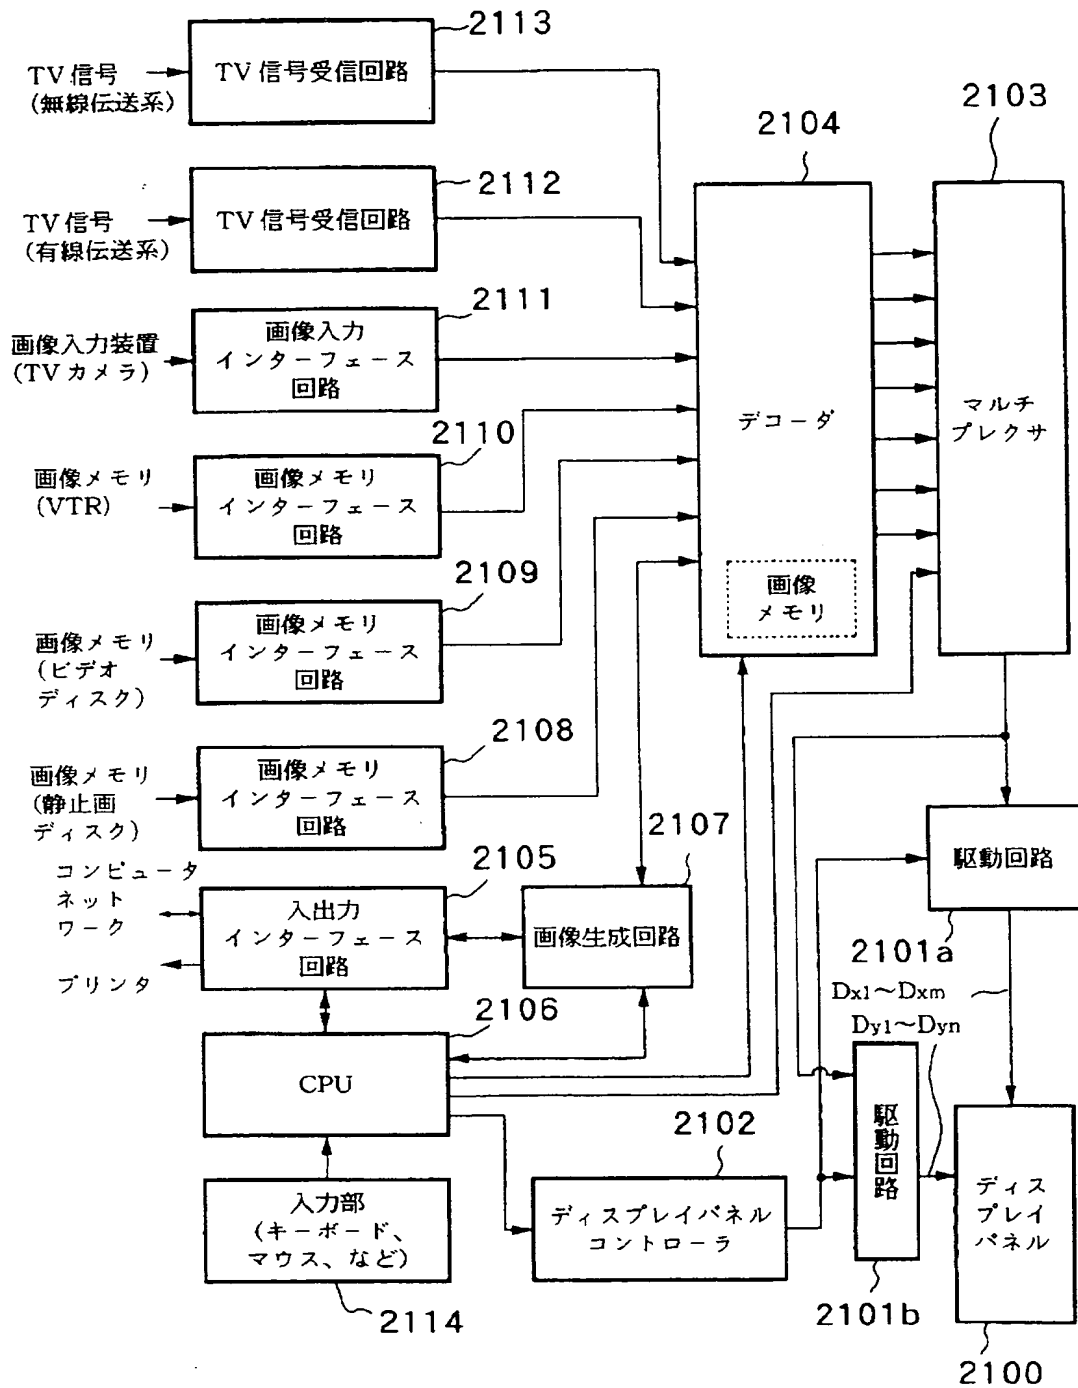 2113
TV信号
(無線伝送系)
TV信号受信回路
2112
TV信号
(有線伝送系)
TV信号受信回路
2111
画像入力装置
(TVカメラ)
画像入力
インターフェース
回路
2110
画像メモリ
(VTR)
画像メモリ
インターフェース
回路
2109
画像メモリ
(ビデオ
ディスク)
画像メモリ
インターフェース
回路
2108
画像メモリ
(静止画
ディスク)
画像メモリ
インターフェース
回路
2104
デコーダ
画像
メモリ
2103
マルチ
プレクサ
コンピュータ
ネット
ワーク
プリンタ
2105
入出力
インターフェース
回路
2107
画像生成回路
2106
CPU
入力部
(キーボード、
マウス、など)
2114
2102
ディスプレイパネル
コントローラ
駆動回路
2101a
Dx1～Dxm
Dy1～Dyn
駆動回路
2101b
ディス
プレイ
パネル
2100